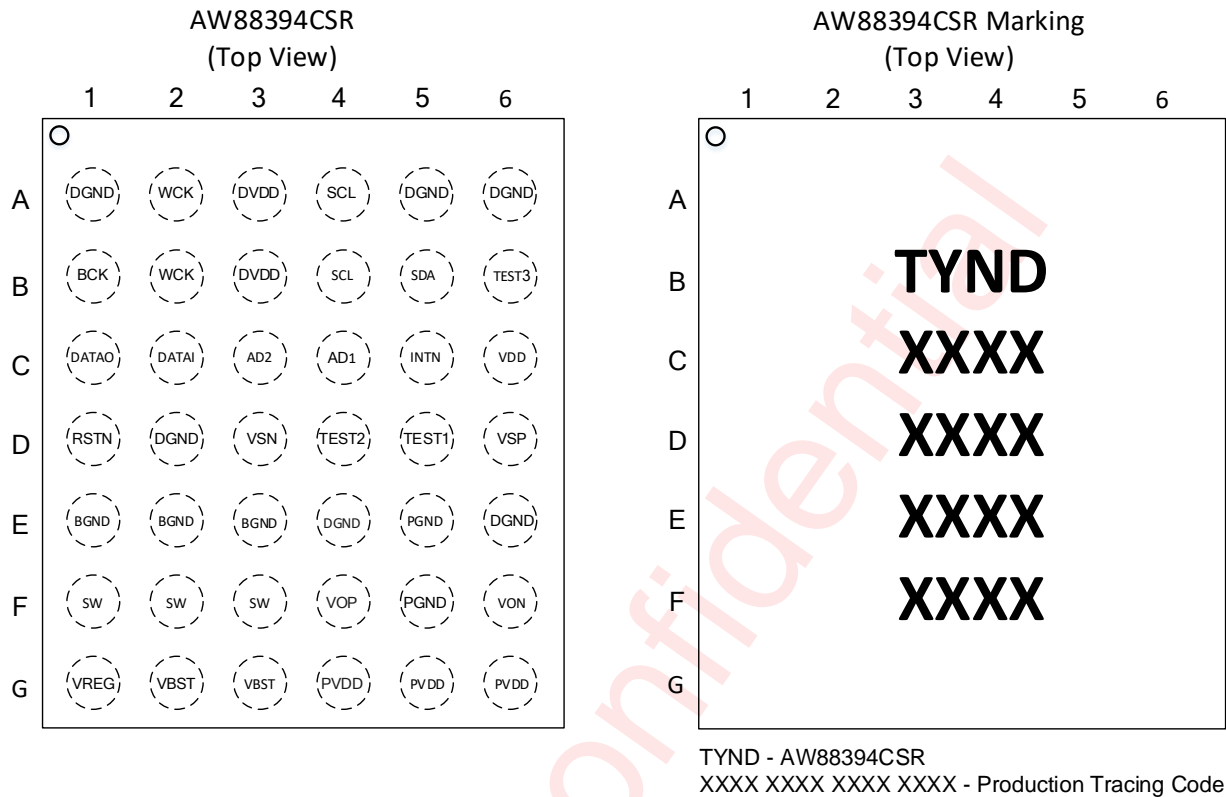 AW88394CSR
(Top View)
1 2 3 4 5 6
A DGND WCK DVDD SCL DGND DGND
B BCK WCK DVDD SCL SDA TEST3
C DATAO DATAI AD2 AD1 INTN VDD
D RSTN DGND VSN TEST2 TEST1 VSP
E BGND BGND BGND DGND PGND DGND
F SW SW SW VOP PGND VON
G VREG VBST VBST PVDD PVDD PVDD
AW88394CSR Marking
(Top View)
1 2 3 4 5 6
A
B TYND
C XXXX
D XXXX
E XXXX
F XXXX
G
TYND - AW88394CSR
XXXX XXXX XXXX XXXX - Production Tracing Code
onfidential